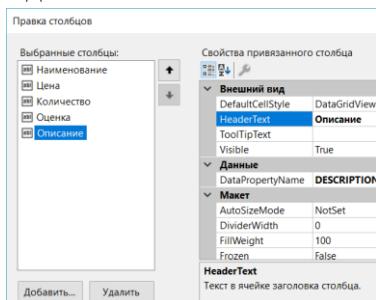 Правка столбцов
Выбранные столбцы:
Наименование
Цена
Количество
Оценка
Описание
Добавить...
Удалить
Свойства привязанного столбца
Внешний вид
DefaultCellStyle DataGridView
HeaderText Описание
ToolTipText
Visible True
Данные
DataPropertyName DESCRIPTION
Макет
AutoSizeMode NotSet
DividerWidth 0
FillWeight 100
Frozen False
HeaderText
Текст в ячейке заголовка столбца.